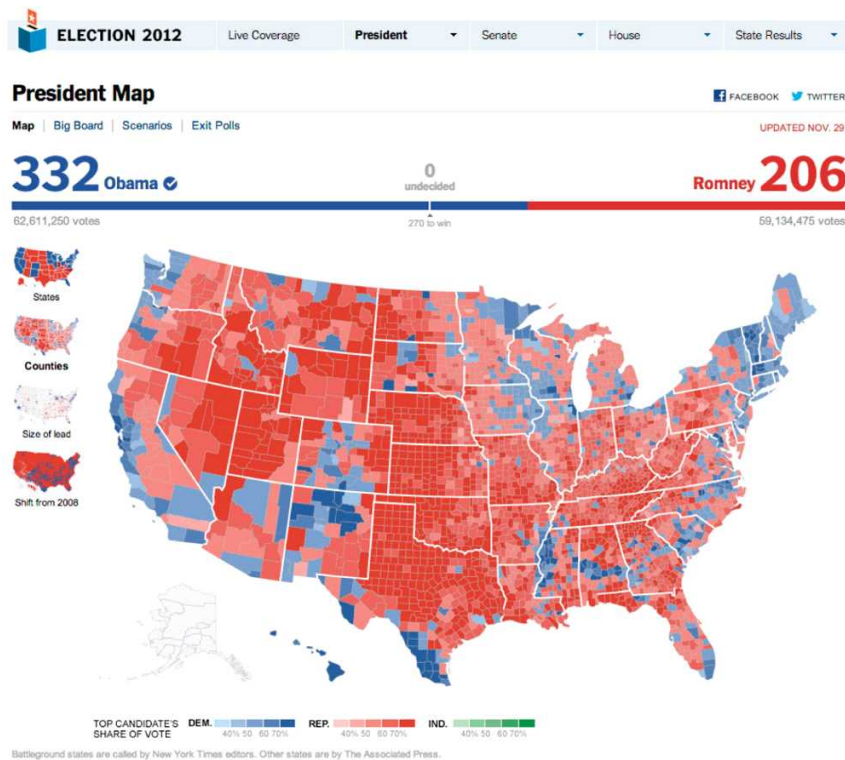 ELECTION 2012 Live Coverage President Senate House State Results
President Map
FACEBOOK TWITTER
Map Big Board Scenarios Exit Polls
UPDATED NOV. 29
332 Obama
0
undecided
Romney 206
62,611,250 votes
270 to win
59,134,475 votes
States
Counties
Size of lead
Shift from 2008
TOP CANDIDATE'S
SHARE OF VOTE
DEM.
40% 50 60 70%
REP.
40% 50 60 70%
IND.
40% 50 60 70%
Battleground states are called by New York Times editors. Other states are by The Associated Press.